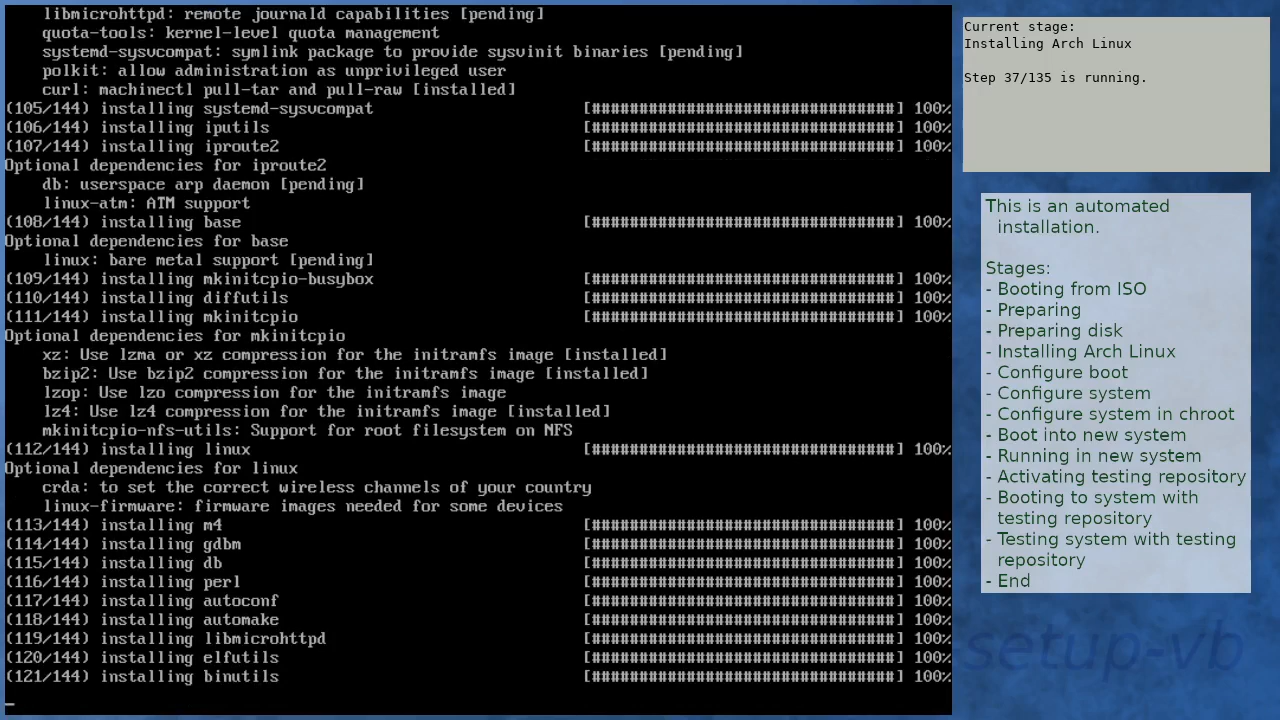 libmicrohttpd: remote journald capabilities [pending]
quota-tools: kernel-level quota management
systemd-sysvcompat: symlink package to provide sysvinit binaries [pending]
polkit: allow administration as unprivileged user
curl: machinectl pull-tar and pull-raw [installed]
(105/144) installing systemd-sysvcompat [################################] 100%
(106/144) installing iputils [################################] 100%
(107/144) installing iproute2 [################################] 100%
Optional dependencies for iproute2
db: userspace arp daemon [pending]
linux-atm: ATM support
(108/144) installing base [################################] 100%
Optional dependencies for base
linux: bare metal support [pending]
(109/144) installing mkinitcpio-busybox [################################] 100%
(110/144) installing diffutils [################################] 100%
(111/144) installing mkinitcpio [################################] 100%
Optional dependencies for mkinitcpio
xz: Use lzma or xz compression for the initramfs image [installed]
bzip2: Use bzip2 compression for the initramfs image [installed]
lzop: Use lzo compression for the initramfs image
lz4: Use lz4 compression for the initramfs image [installed]
mkinitcpio-nfs-utils: Support for root filesystem on NFS
(112/144) installing linux [################################] 100%
Optional dependencies for linux
crda: to set the correct wireless channels of your country
linux-firmware: firmware images needed for some devices
(113/144) installing m4 [################################] 100%
(114/144) installing gdbm [################################] 100%
(115/144) installing db [################################] 100%
(116/144) installing perl [################################] 100%
(117/144) installing autoconf [################################] 100%
(118/144) installing automake [################################] 100%
(119/144) installing libmicrohttpd [################################] 100%
(120/144) installing elfutils [################################] 100%
(121/144) installing binutils [################################] 100%
Current stage:
Installing Arch Linux
Step 37/135 is running.
This is an automated
installation.
Stages:
- Booting from ISO
- Preparing
- Preparing disk
- Installing Arch Linux
- Configure boot
- Configure system
- Configure system in chroot
- Boot into new system
- Running in new system
- Activating testing repository
- Booting to system with
testing repository
- Testing system with testing
repository
- End
setup-vb